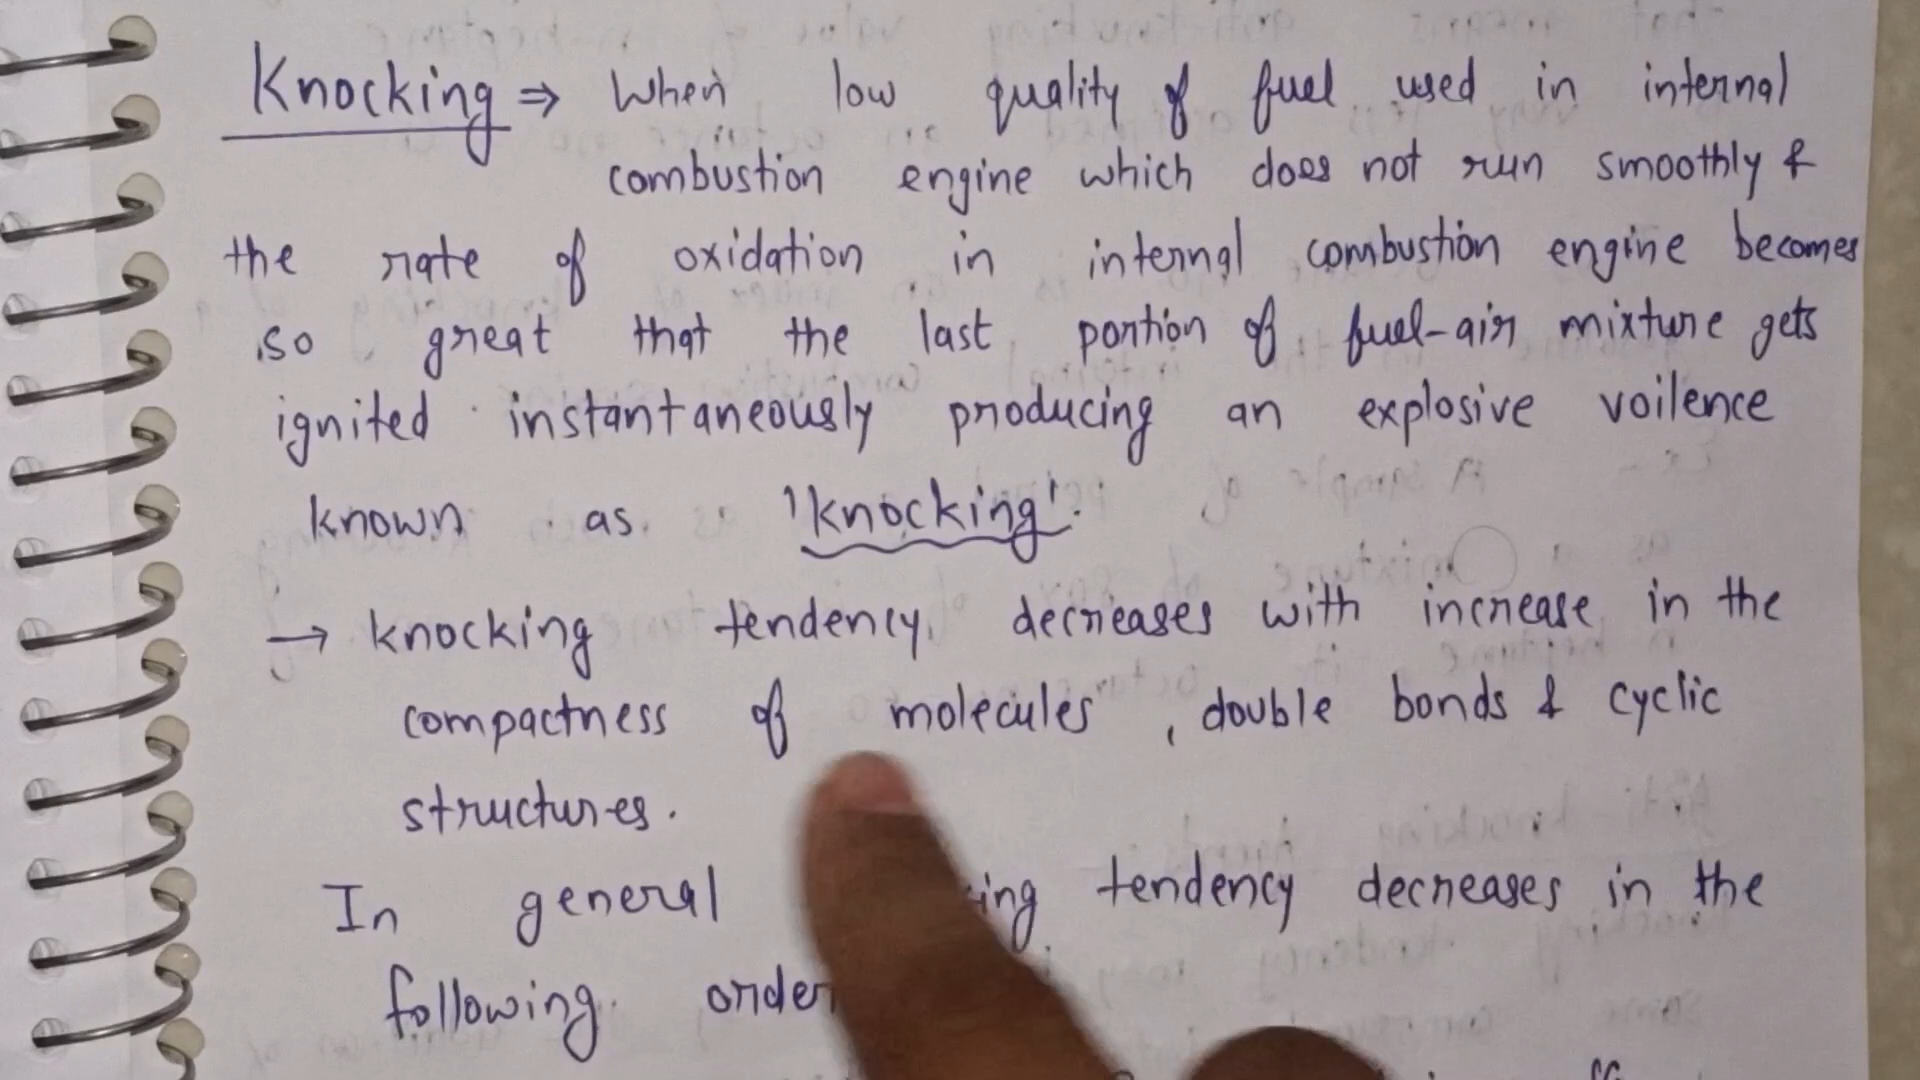 Knocking ⇒ When low quality of fuel used in internal
combustion engine which does not run smoothly &
the rate of oxidation in internal combustion engine becomes
so great that the last portion of fuel-air mixture gets
ignited instantaneously producing an explosive voilence
known as 'knocking'.
→ knocking tendency decreases with increase in the
compactness of molecules, double bonds & cyclic
structures.
In general tendency decreases in the
following order